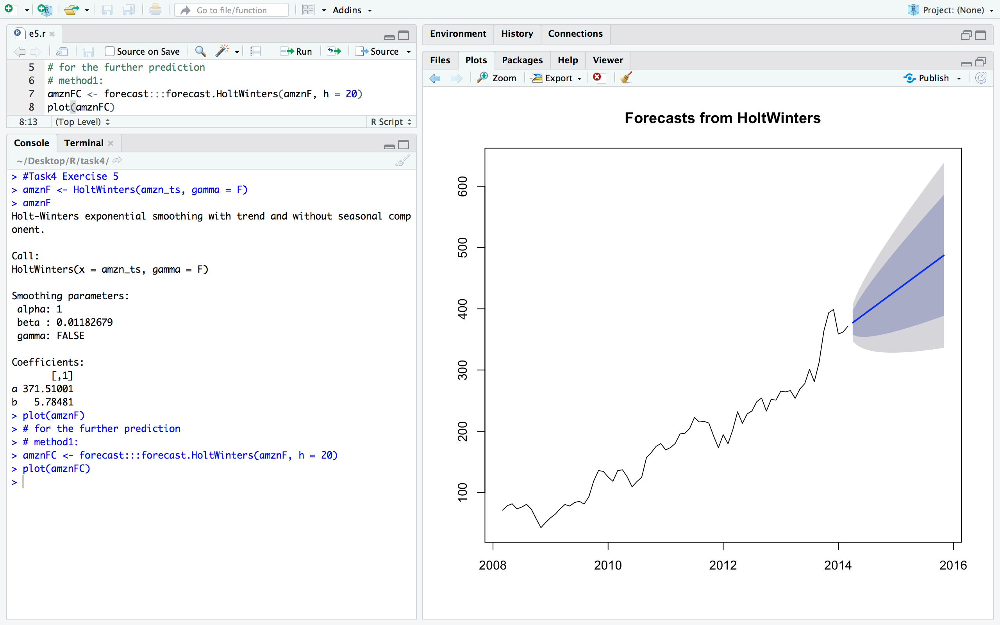 Go to file/function
Addins
Project: (None)
e5.r
Source on Save
Run
Source
5 # for the further prediction
6 # method1:
7 amznFC <- forecast:::forecast.HoltWinters(amznF, h = 20)
8 plot(amznFC)
8:13 (Top Level) R Script
Console Terminal
~/Desktop/R/task4/
> #Task4 Exercise 5
> amznF <- HoltWinters(amzn_ts, gamma = F)
> amznF
Holt-Winters exponential smoothing with trend and without seasonal comp
onent.
Call:
HoltWinters(x = amzn_ts, gamma = F)
Smoothing parameters:
alpha: 1
beta : 0.01182679
gamma: FALSE
Coefficients:
[,1]
a 371.51001
b 5.78481
> plot(amznF)
> # for the further prediction
> # method1:
> amznFC <- forecast:::forecast.HoltWinters(amznF, h = 20)
> plot(amznFC)
>
Environment History Connections
Files Plots Packages Help Viewer
Zoom Export Publish
Forecasts from HoltWinters
600
500
400
300
200
100
2008 2010 2012 2014 2016